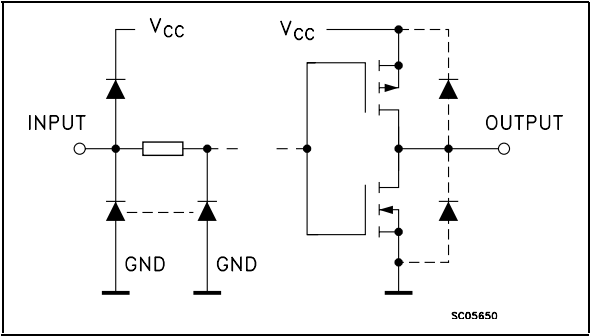 VCC
VCC
INPUT
OUTPUT
GND
GND
SC05650